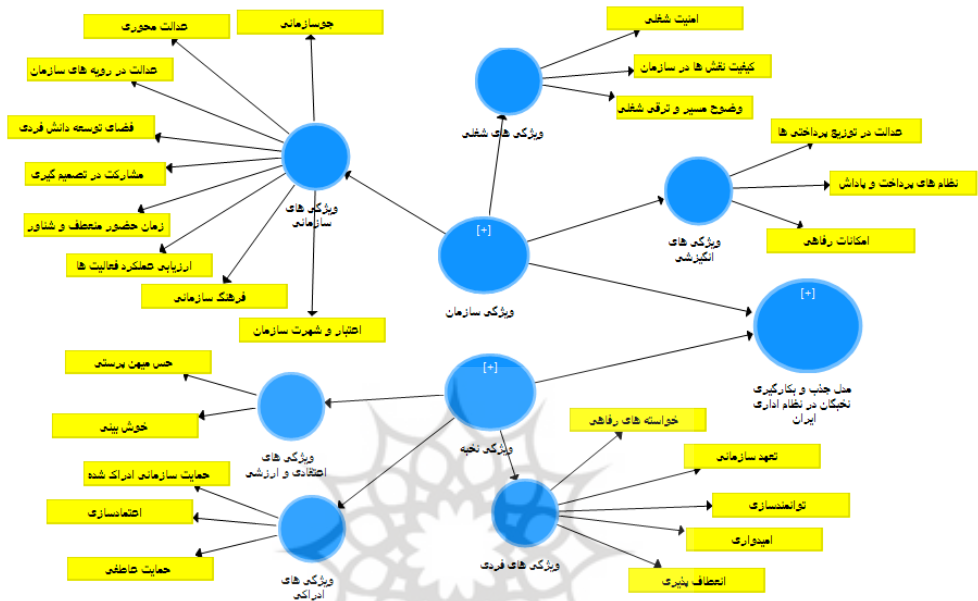 جوسازمانی
عدالت محوری
عدالت در رویه های سازمان
فضای توسعه دانش فردی
مشارکت در تصمیم گیری
زمان حضور منعطف و شناور
ارزیابی عملکرد فعالیت ها
فرهنگ سازمانی
اعتبار و شهرت سازمان
ویژگی های
سازمانی
امنیت شغلی
کیفیت نقش ها در سازمان
وضوح مسیر و ترقی شغلی
ویژگی های شغلی
عدالت در توزیع پرداختی ها
نظام های پرداخت و پاداش
امکانات رفاهی
ویژگی های
انگیزشی
[+]
ویژگی سازمان
[+]
مدل جذب و بکارگیری
نخبگان در نظام اداری
ایران
[+]
ویژگی نخبه
حس میهن پرستی
خوش بینی
ویژگی های
اعتقادی و ارزشی
حمایت سازمانی ادراک شده
اعتمادسازی
حمایت عاطفی
ویژگی های
ادراکی
خواسته های رفاهی
تعهد سازمانی
توانمندسازی
امیدواری
انعطاف پذیری
ویژگی های فردی